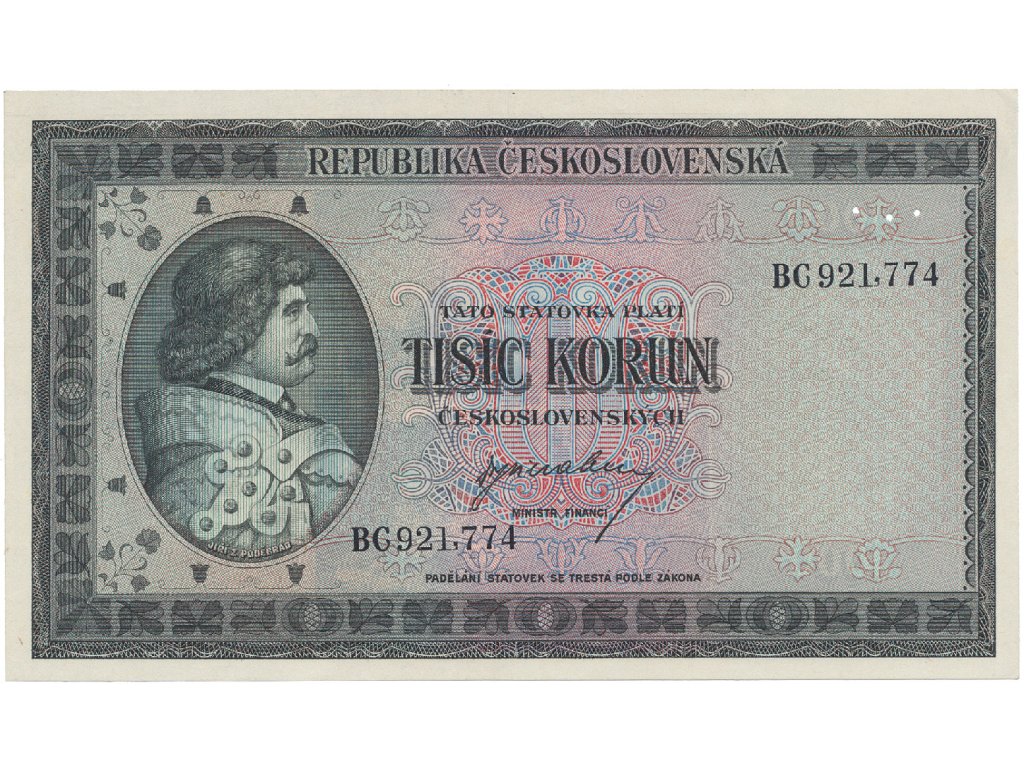 REPUBLIKA ČESKOSLOVENSKÁ
BC 921,774
TATO STÁTOVKA PLATÍ
TISÍC KORUN
ČESKOSLOVENSKÝCH
MINISTR FINANCÍ
BC 921,774
JIŘÍ Z PODĚBRAD
PADĚLÁNÍ STÁTOVEK SE TRESTÁ PODLE ZÁKONA